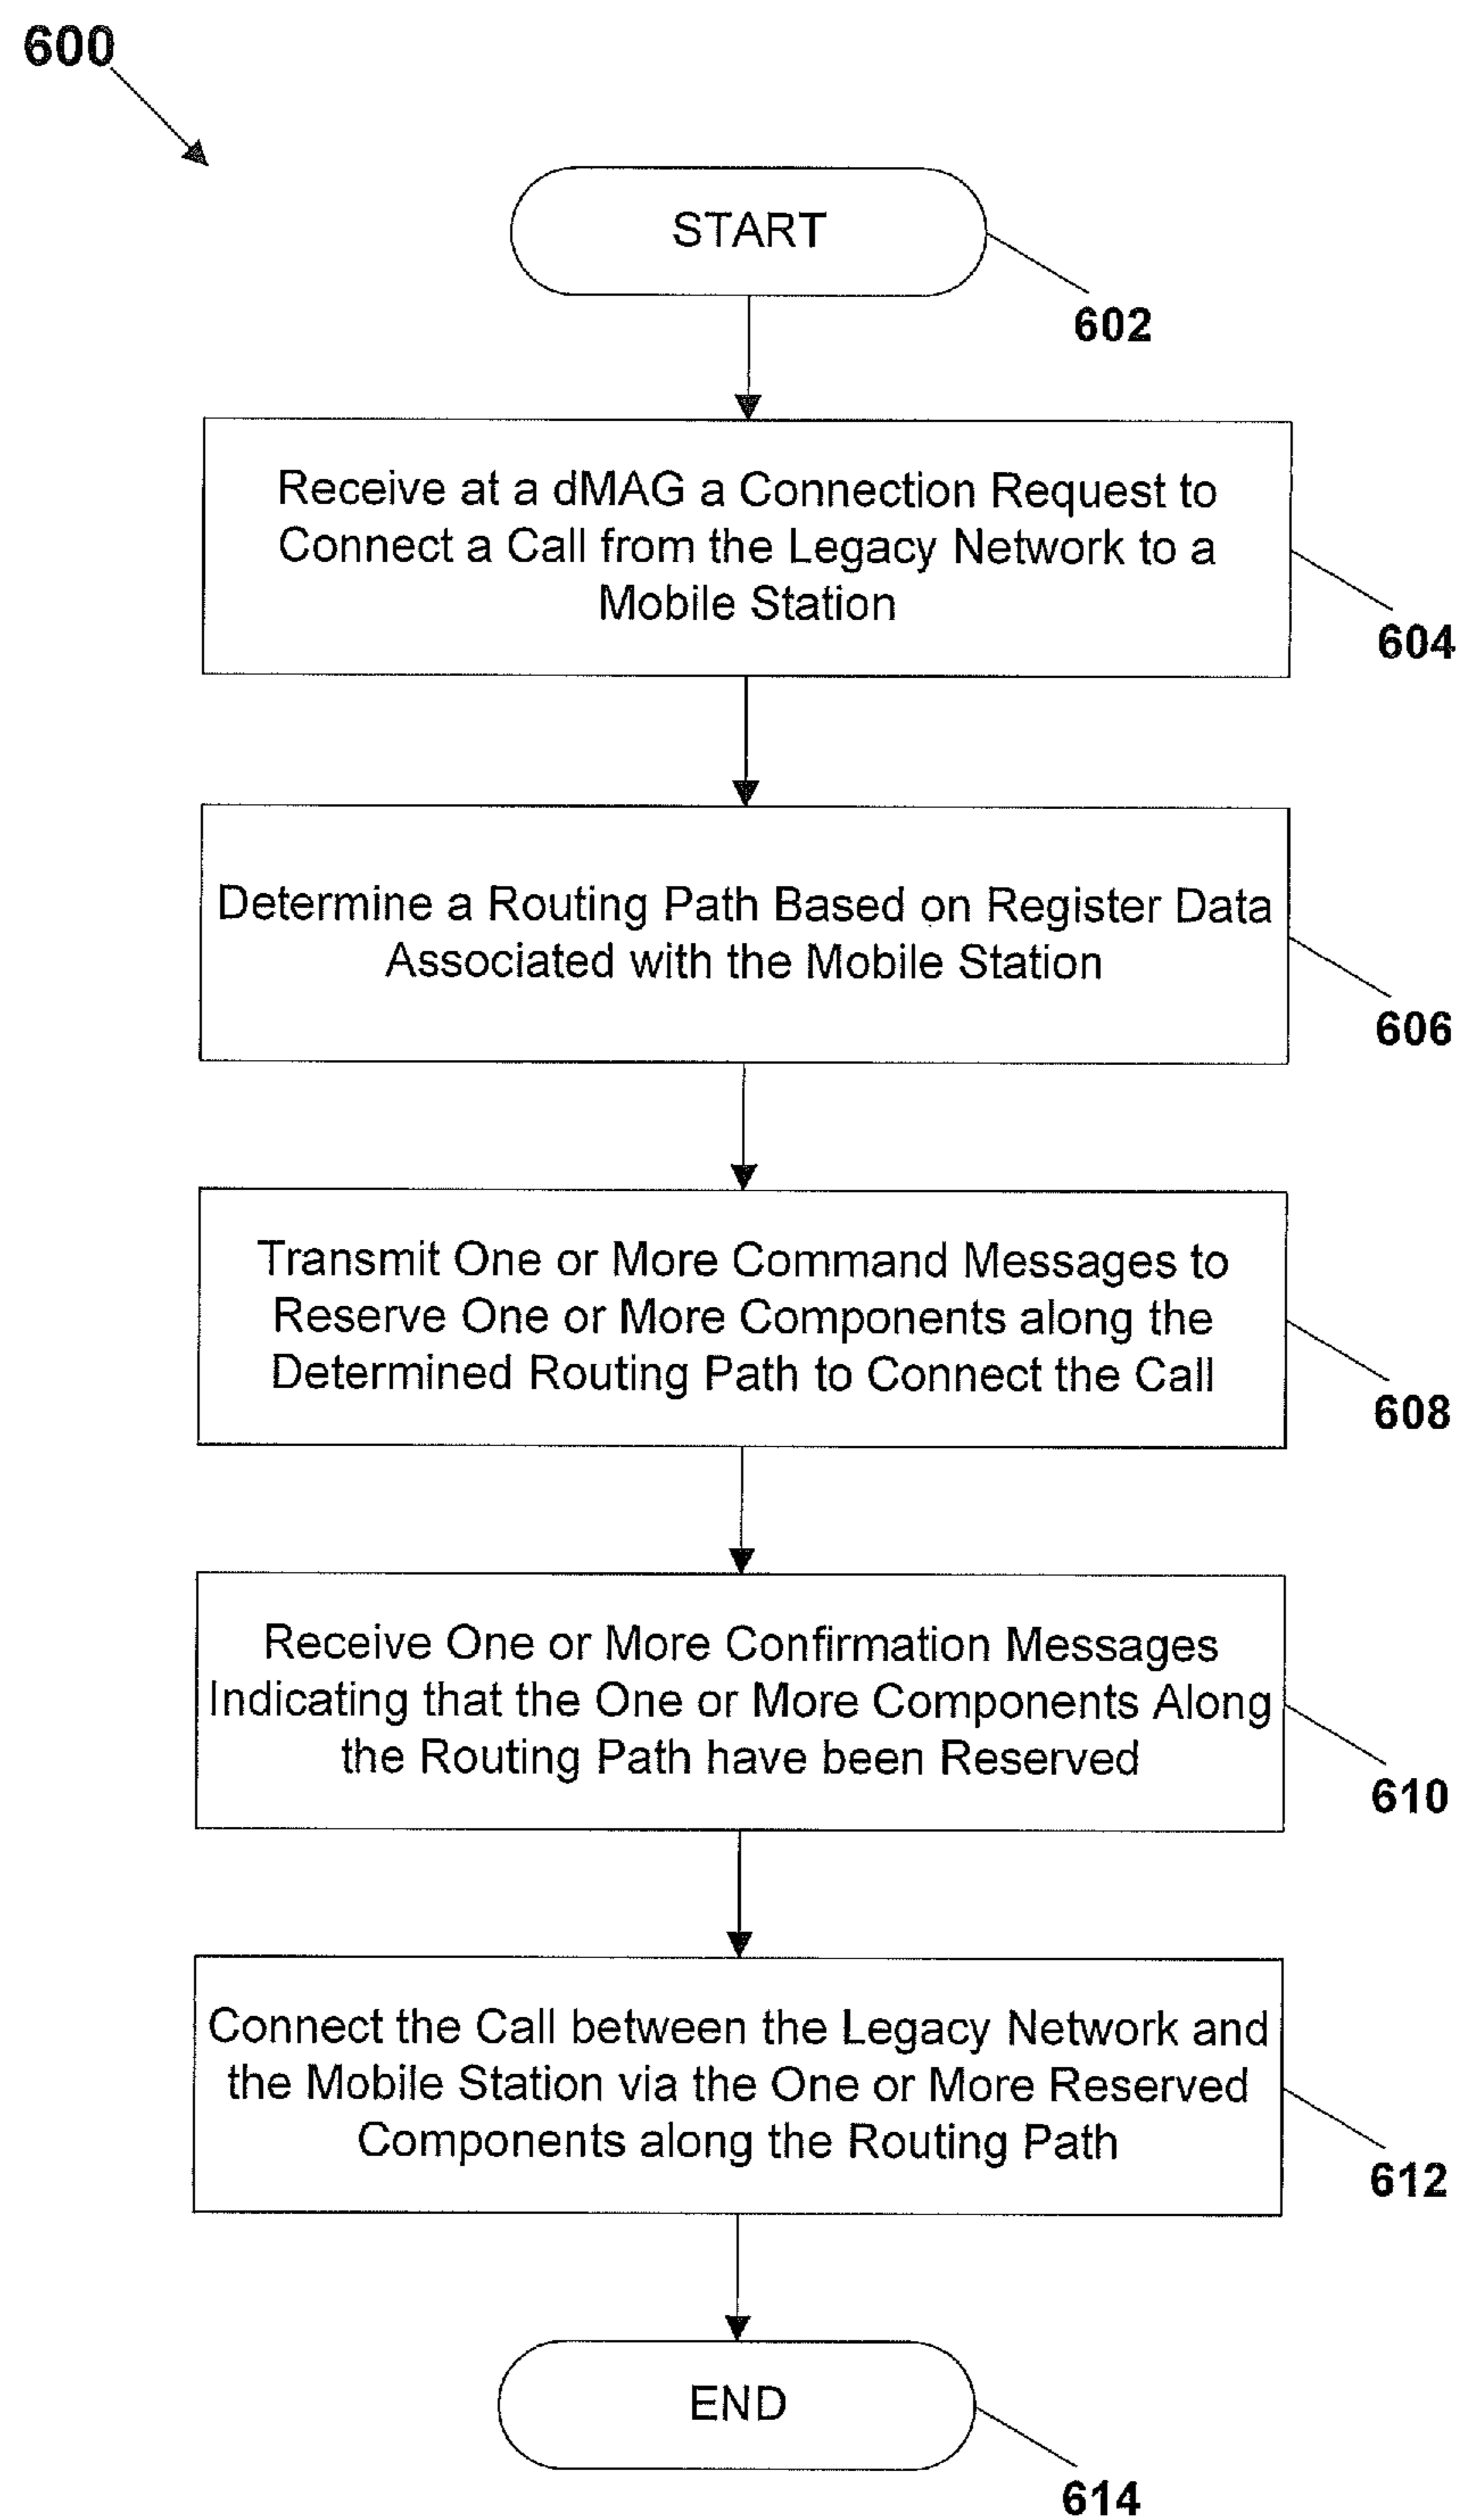 600
START
602
Receive at a dMAG a Connection Request to
Connect a Call from the Legacy Network to a
Mobile Station
604
Determine a Routing Path Based on Register Data
Associated with the Mobile Station
606
Transmit One or More Command Messages to
Reserve One or More Components along the
Determined Routing Path to Connect the Call
608
Receive One or More Confirmation Messages
Indicating that the One or More Components Along
the Routing Path have been Reserved
610
Connect the Call between the Legacy Network and
the Mobile Station via the One or More Reserved
Components along the Routing Path
612
END
614